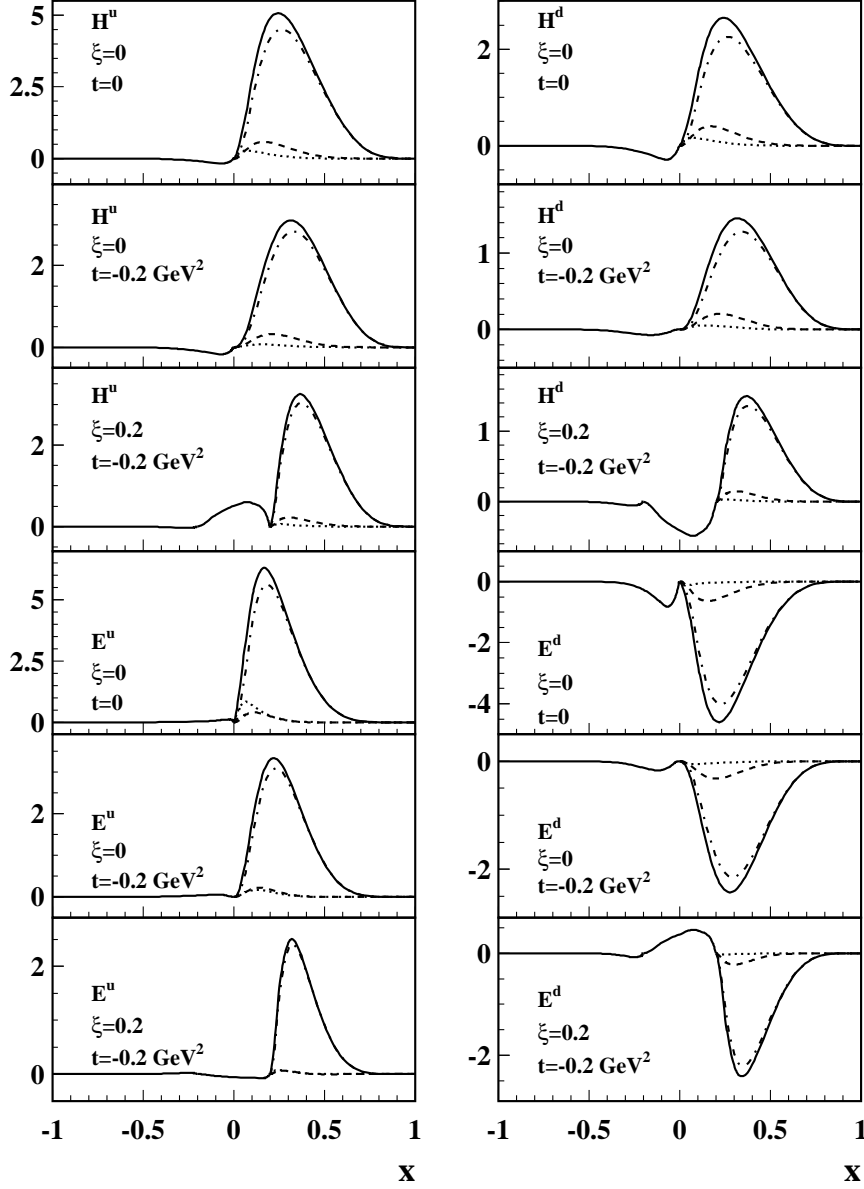 5
2.5
0
H^u
ξ=0
t=0
2
0
H^d
ξ=0
t=0
2
0
H^u
ξ=0
t=-0.2 GeV^2
1
0
H^d
ξ=0
t=-0.2 GeV^2
2
0
H^u
ξ=0.2
t=-0.2 GeV^2
1
0
H^d
ξ=0.2
t=-0.2 GeV^2
5
2.5
0
E^u
ξ=0
t=0
0
-2
-4
E^d
ξ=0
t=0
2
0
E^u
ξ=0
t=-0.2 GeV^2
0
-2
E^d
ξ=0
t=-0.2 GeV^2
2
0
E^u
ξ=0.2
t=-0.2 GeV^2
0
-2
E^d
ξ=0.2
t=-0.2 GeV^2
-1 -0.5 0 0.5 1
x
-1 -0.5 0 0.5 1
x